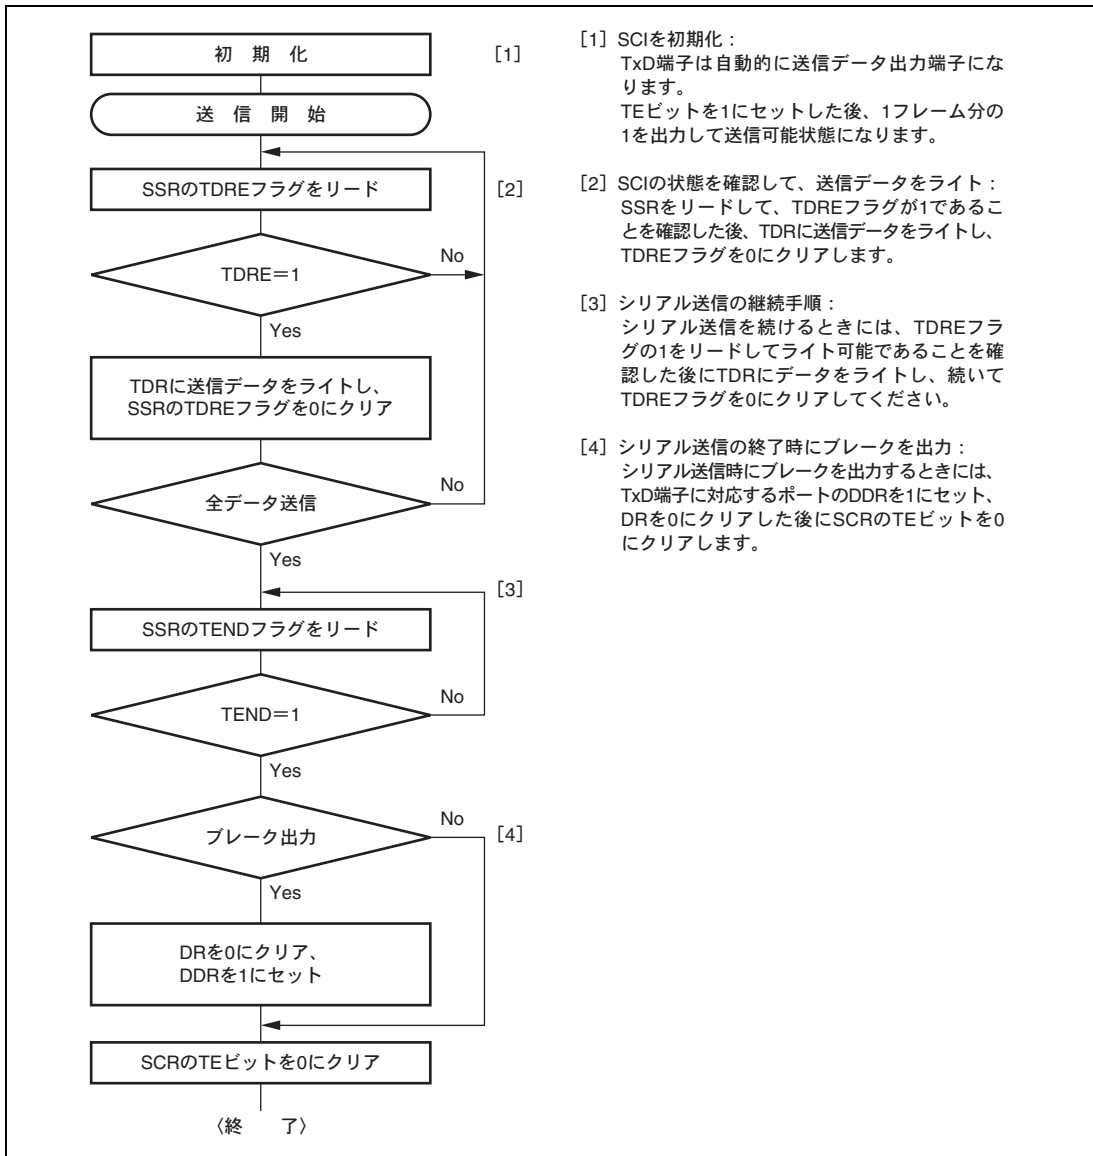 初　期　化
[1]
送　信　開　始
SSRのTDREフラグをリード
[2]
TDRE＝1
No
Yes
TDRに送信データをライトし、
SSRのTDREフラグを0にクリア
全データ送信
No
Yes
[3]
SSRのTENDフラグをリード
TEND＝1
No
Yes
ブレーク出力
No
[4]
Yes
DRを0にクリア、
DDRを1にセット
SCRのTEビットを0にクリア
〈終　　了〉
[1] SCIを初期化：
TxD端子は自動的に送信データ出力端子にな
ります。
TEビットを1にセットした後、1フレーム分の
1を出力して送信可能状態になります。
[2] SCIの状態を確認して、送信データをライト：
SSRをリードして、TDREフラグが1であるこ
とを確認した後、TDRに送信データをライトし、
TDREフラグを0にクリアします。
[3] シリアル送信の継続手順：
シリアル送信を続けるときには、TDREフラ
グの1をリードしてライト可能であることを確
認した後にTDRにデータをライトし、続いて
TDREフラグを0にクリアしてください。
[4] シリアル送信の終了時にブレークを出力：
シリアル送信時にブレークを出力するときには、
TxD端子に対応するポートのDDRを1にセット、
DRを0にクリアした後にSCRのTEビットを0
にクリアします。